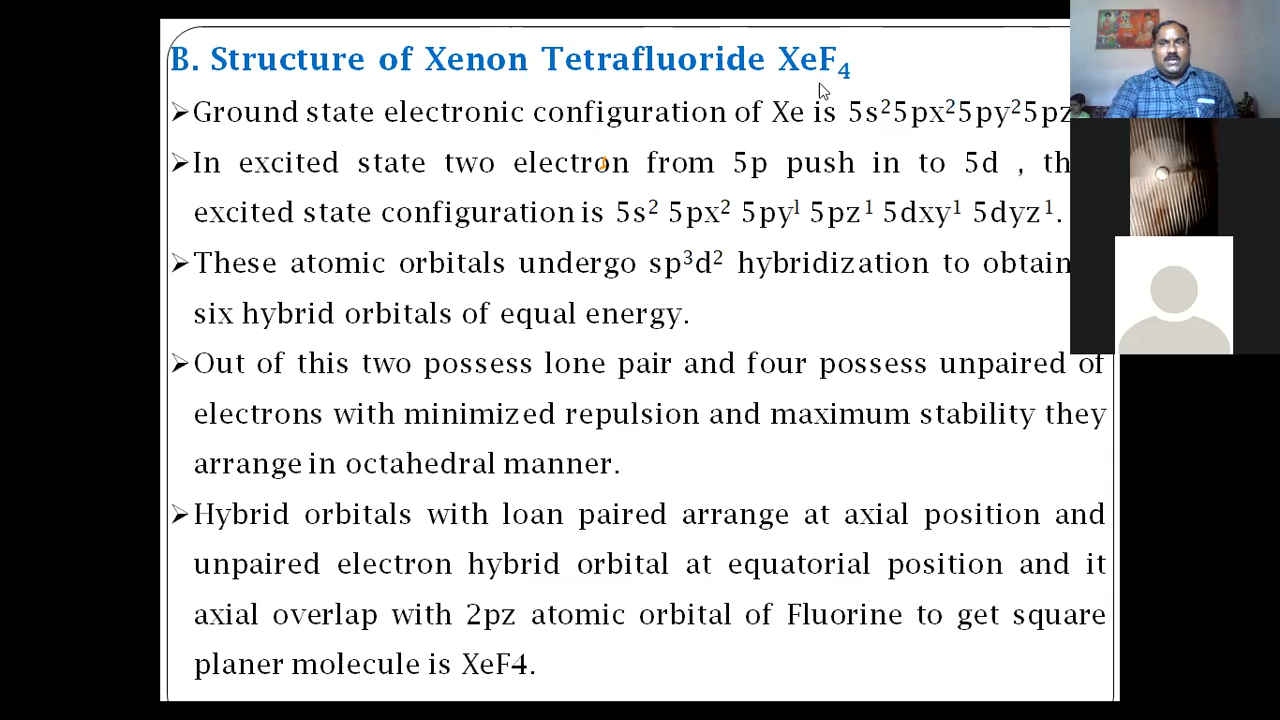 B. Structure of Xenon Tetrafluoride XeF₄
➢Ground state electronic configuration of Xe is 5s²5px²5py²5pz
➢In excited state two electron from 5p push in to 5d , th
excited state configuration is 5s² 5px² 5py¹ 5pz¹ 5dxy¹ 5dyz¹.
➢These atomic orbitals undergo sp³d² hybridization to obtain
six hybrid orbitals of equal energy.
➢Out of this two possess lone pair and four possess unpaired of
electrons with minimized repulsion and maximum stability they
arrange in octahedral manner.
➢Hybrid orbitals with loan paired arrange at axial position and
unpaired electron hybrid orbital at equatorial position and it
axial overlap with 2pz atomic orbital of Fluorine to get square
planer molecule is XeF4.